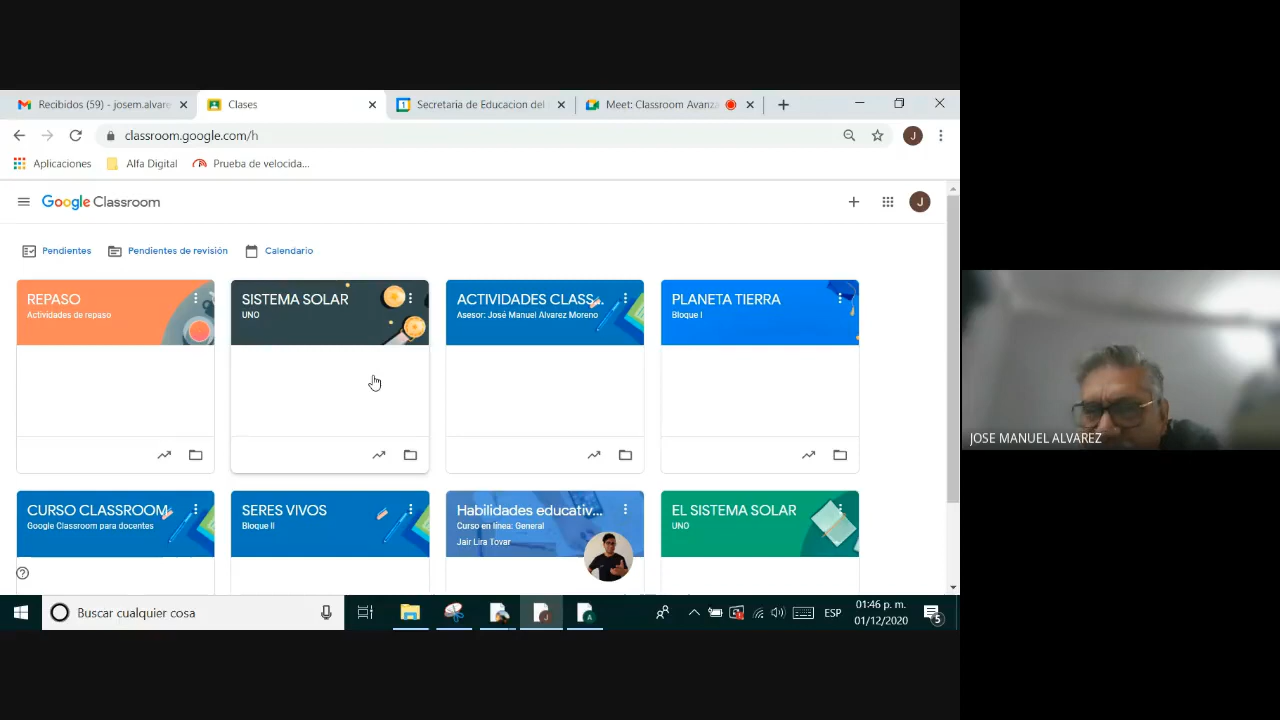 Recibidos (59) - josem.alvare
Clases
Secretaria de Educacion del
Meet: Classroom Avanza
classroom.google.com/h
J
Aplicaciones
Alfa Digital
Prueba de velocida...
Google Classroom
J
Pendientes
Pendientes de revisión
Calendario
REPASO
Actividades de repaso
SISTEMA SOLAR
UNO
ACTIVIDADES CLASS...
Asesor: José Manuel Alvarez Moreno
PLANETA TIERRA
Bloque I
JOSE MANUEL ALVAREZ
CURSO CLASSROOM
Google Classroom para docentes
SERES VIVOS
Bloque II
Habilidades educativ...
Curso en línea: General
Jair Lira Tovar
EL SISTEMA SOLAR
UNO
Buscar cualquier cosa
ESP
01:46 p. m.
01/12/2020
5